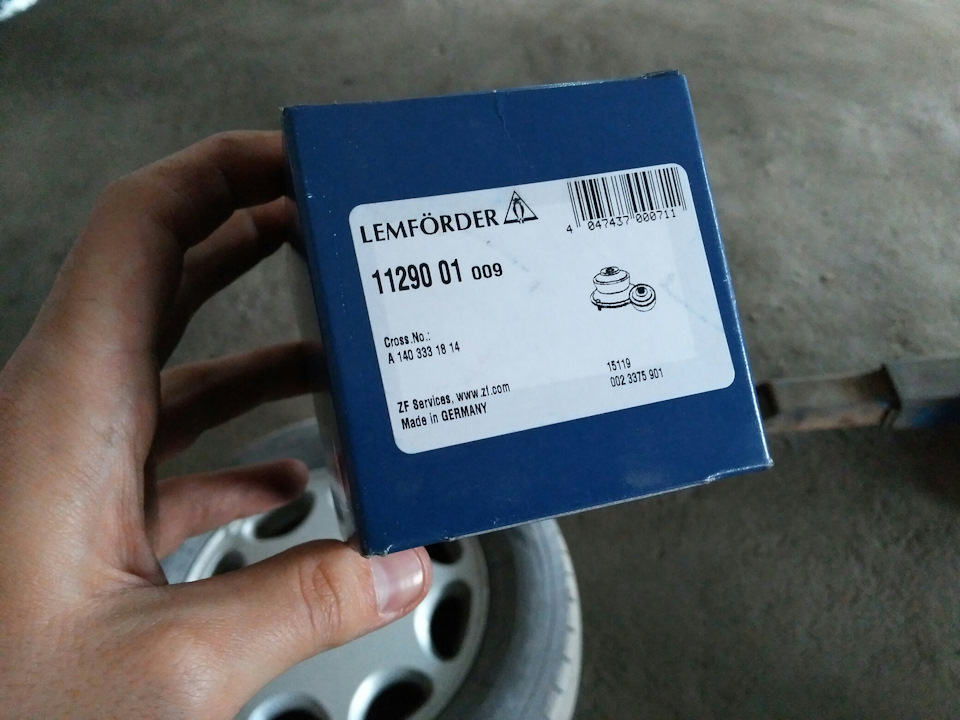 LEMFÖRDER
4 047437 000711
11290 01 009
Cross.No.:
A 140 333 18 14
15119
002 3375 901
ZF Services, www.zf.com
Made in GERMANY